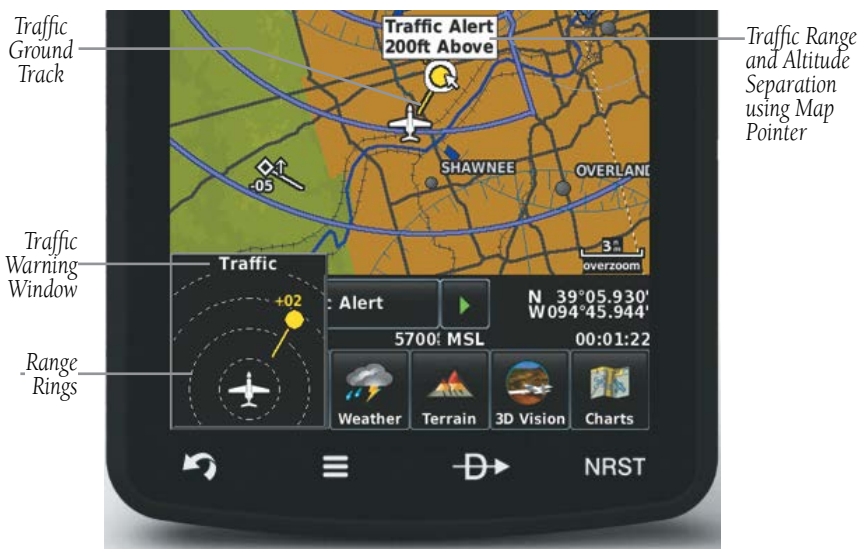 Traffic
Ground
Track
Traffic Alert
200ft Above
Traffic Range
and Altitude
Separation
using Map
Pointer
SHAWNEE
OVERLAND
-05
3
overzoom
Traffic
Warning
Window
Traffic
+02
Alert
N 39°05.930'
W094°45.944'
5700 MSL
00:01:22
Range
Rings
Weather
Terrain
3D Vision
Charts
NRST